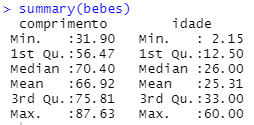 > summary(bebes)
comprimento idade
Min. :31.90 Min. : 2.15
1st Qu.:56.47 1st Qu.:12.50
Median :70.40 Median :26.00
Mean :66.92 Mean :25.31
3rd Qu.:75.81 3rd Qu.:33.00
Max. :87.63 Max. :60.00